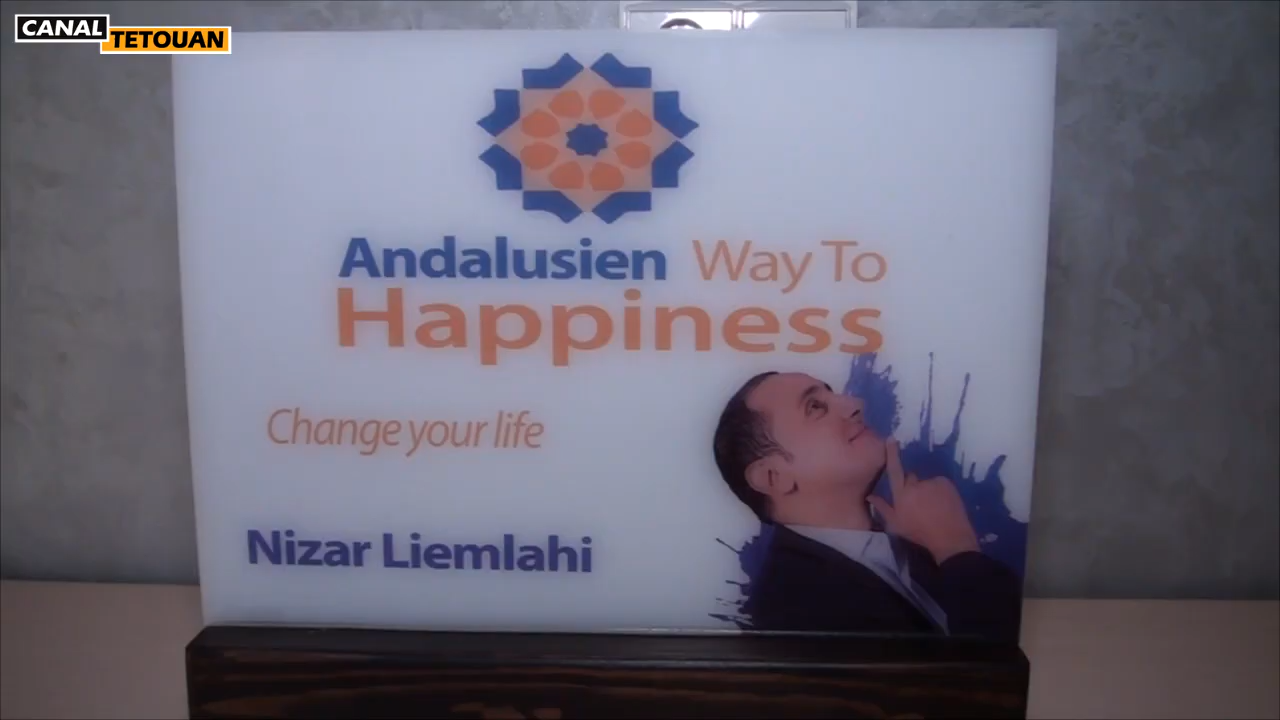 CANAL
TETOUAN
Andalusien Way To
Happiness
Change your life
Nizar Liemlahi